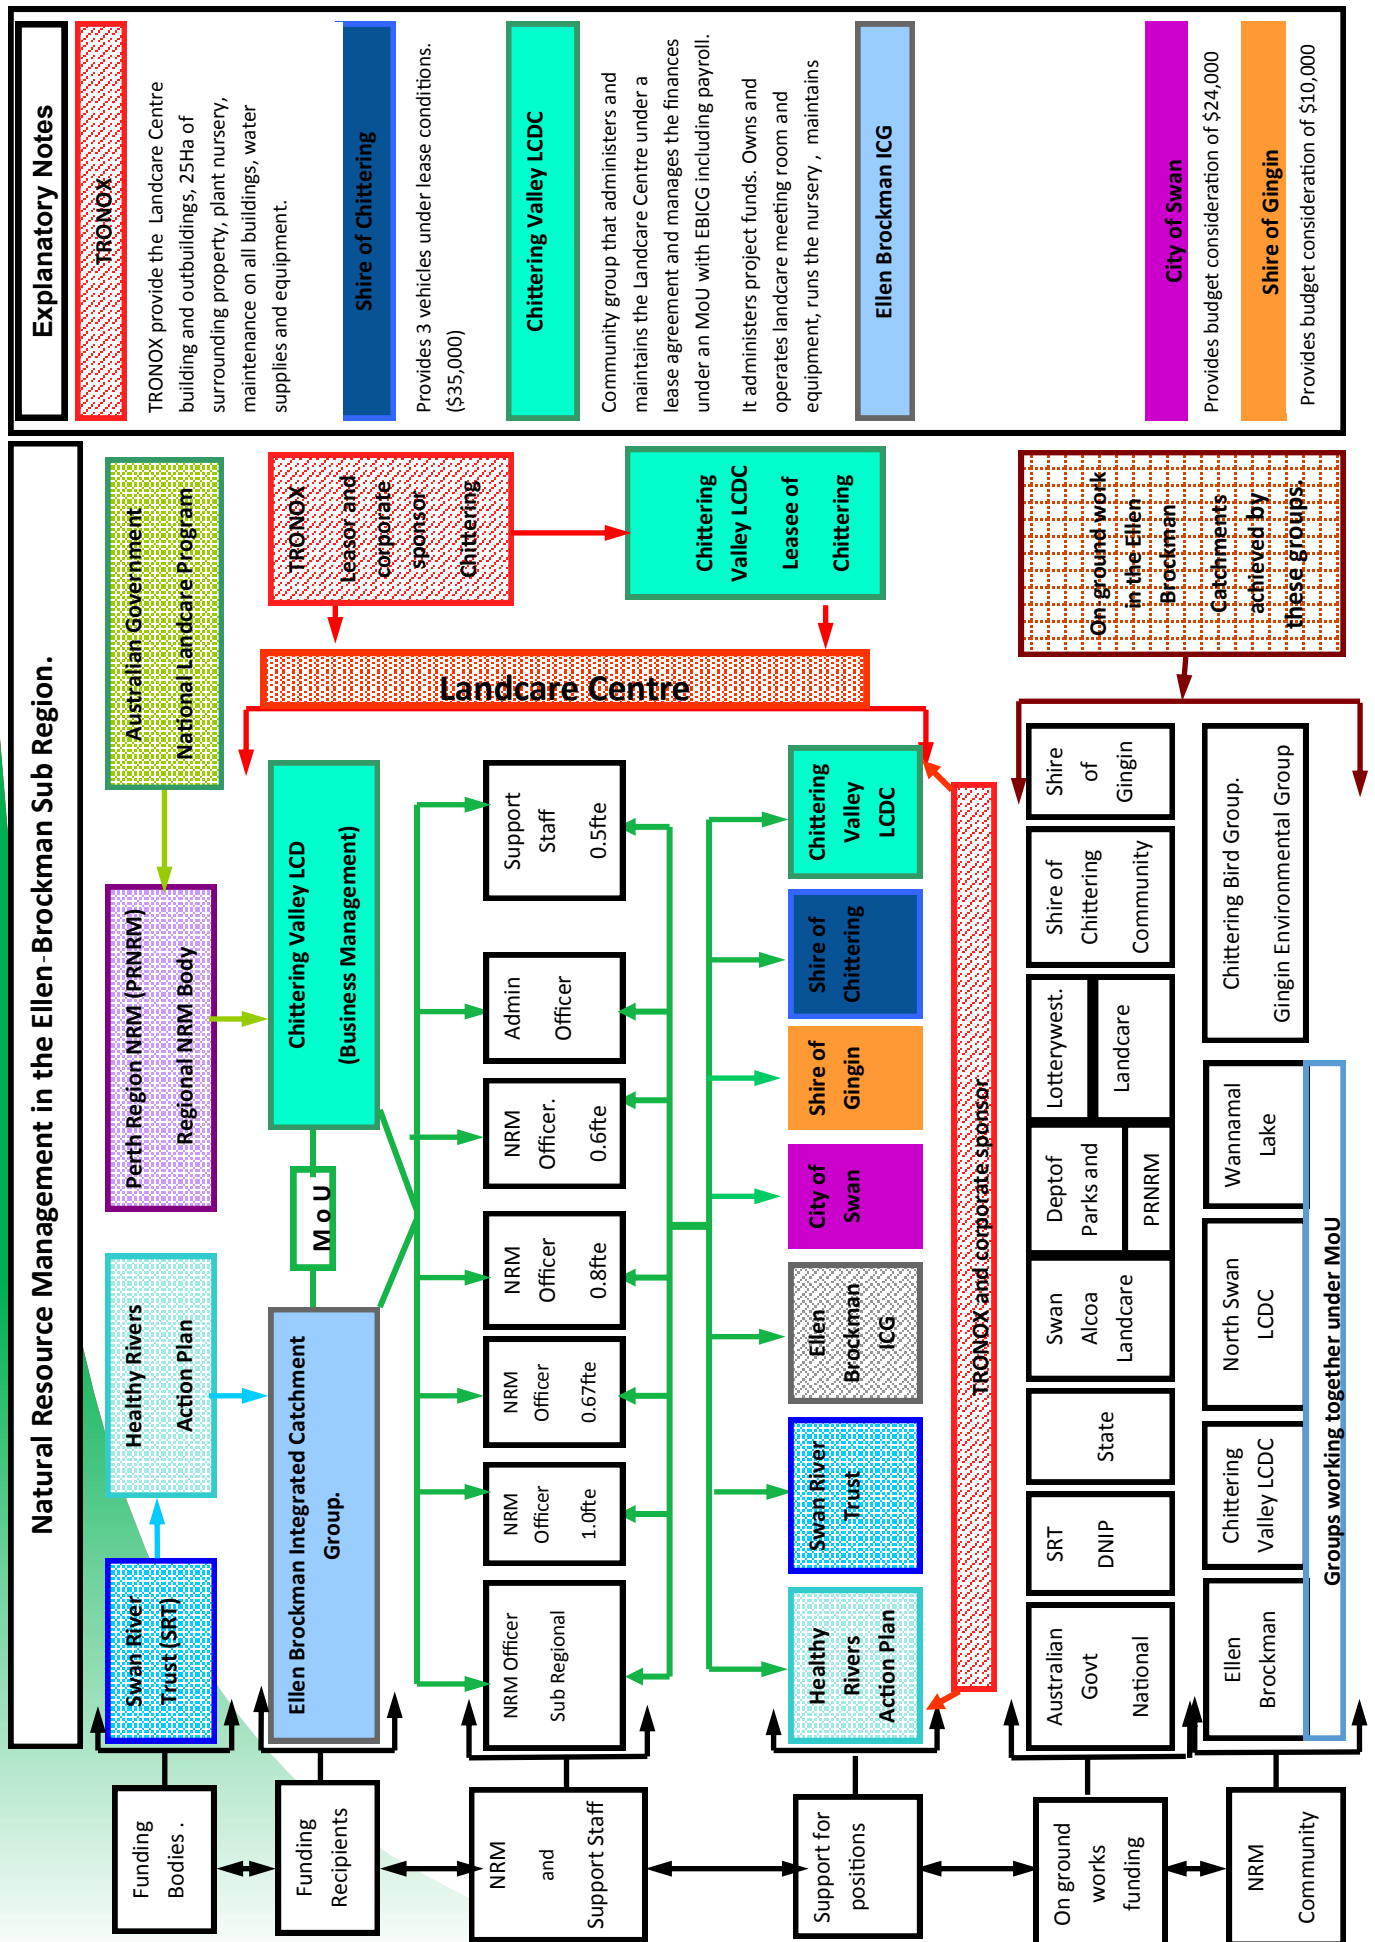 Natural Resource Management in the Ellen-Brockman Sub Region.
Funding
Bodies .
Swan River
Trust (SRT)
Healthy Rivers
Action Plan
Perth Region NRM (PRNRM)
Regional NRM Body
Australian Government
National Landcare Program
Funding
Recipients
Ellen Brockman Integrated Catchment
Group.
MoU
Chittering Valley LCD
(Business Management)
TRONOX
Leasor and
corporate
sponsor
Chittering
NRM
and
Support Staff
NRM Officer
Sub Regional
NRM
Officer
1.0fte
NRM
Officer
0.67fte
NRM
Officer
0.8fte
NRM
Officer.
0.6fte
Admin
Officer
Support
Staff
0.5fte
Landcare Centre
Chittering
Valley LCDC
Leasee of
Chittering
Support for
positions
Healthy
Rivers
Action Plan
Swan River
Trust
Ellen
Brockman
ICG
City of
Swan
Shire of
Gingin
Shire of
Chittering
Chittering
Valley
LCDC
TRONOX and corporate sponsor
On ground
works
funding
Australian
Govt
National
SRT
DNIP
State
Swan
Alcoa
Landcare
Deptof
Parks and
PRNRM
Lotterywest.
Landcare
Shire of
Chittering
Community
Shire
of
Gingin
On ground work
in the Ellen
Brockman
Catchments
achieved by
these groups.
NRM
Community
Ellen
Brockman
Chittering
Valley LCDC
North Swan
LCDC
Wannamal
Lake
Groups working together under MoU
Chittering Bird Group.
Gingin Environmental Group
Explanatory Notes
TRONOX
TRONOX provide the Landcare Centre
building and outbuildings, 25Ha of
surrounding property, plant nursery,
maintenance on all buildings, water
supplies and equipment.
Shire of Chittering
Provides 3 vehicles under lease conditions.
($35,000)
Chittering Valley LCDC
Community group that administers and
maintains the Landcare Centre under a
lease agreement and manages the finances
under an MoU with EBICG including payroll.
It administers project funds. Owns and
operates landcare meeting room and
equipment, runs the nursery , maintains
Ellen Brockman ICG
City of Swan
Provides budget consideration of $24,000
Shire of Gingin
Provides budget consideration of $10,000